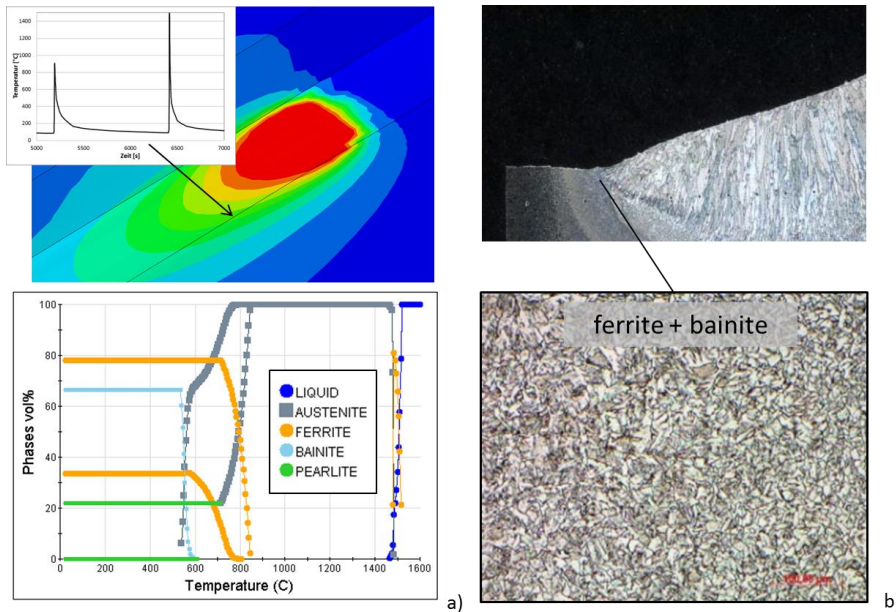 1400
1200
1000
800
600
400
200
0
Temperatur [°C]
5000 5500 6000 6500 7000
Zeit [s]
100
80
60
40
20
0
Phases vol%
LIQUID
AUSTENITE
FERRITE
BAINITE
PEARLITE
0 200 400 600 800 1000 1200 1400 1600
Temperature (C)
a)
ferrite + bainite
b